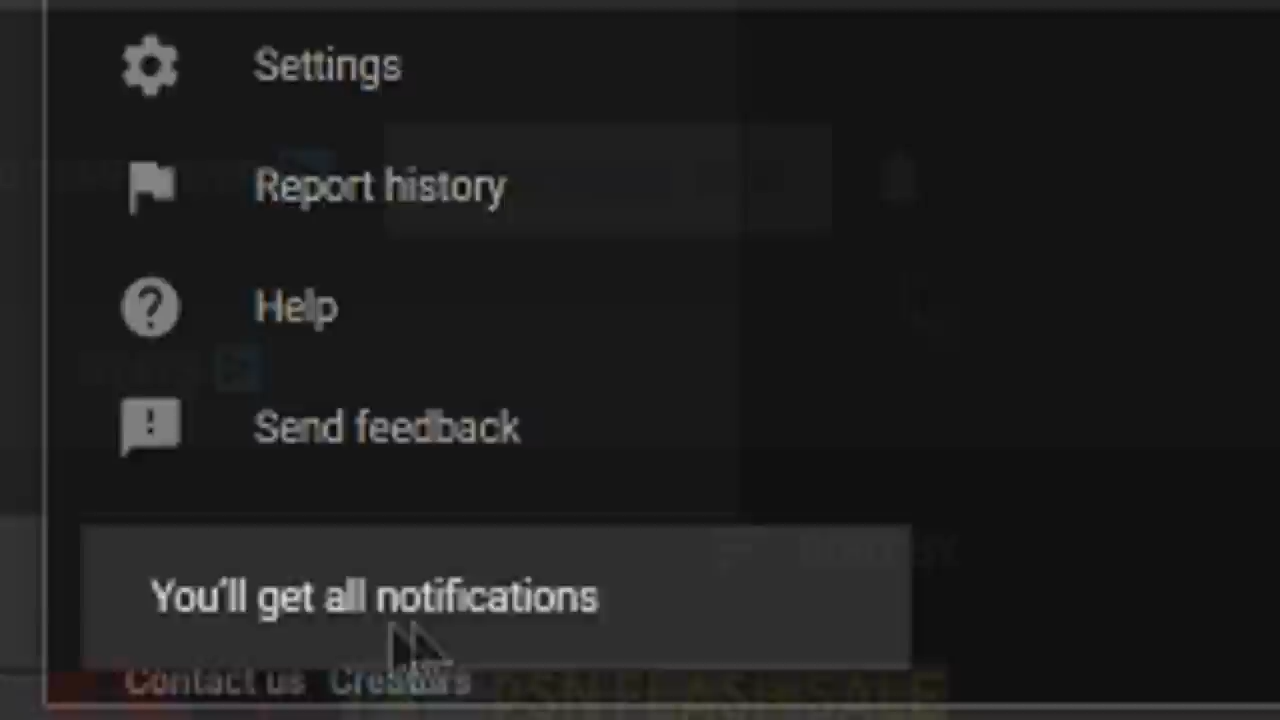 Settings
Report history
Help
Send feedback
You'll get all notifications
Contact us Creators